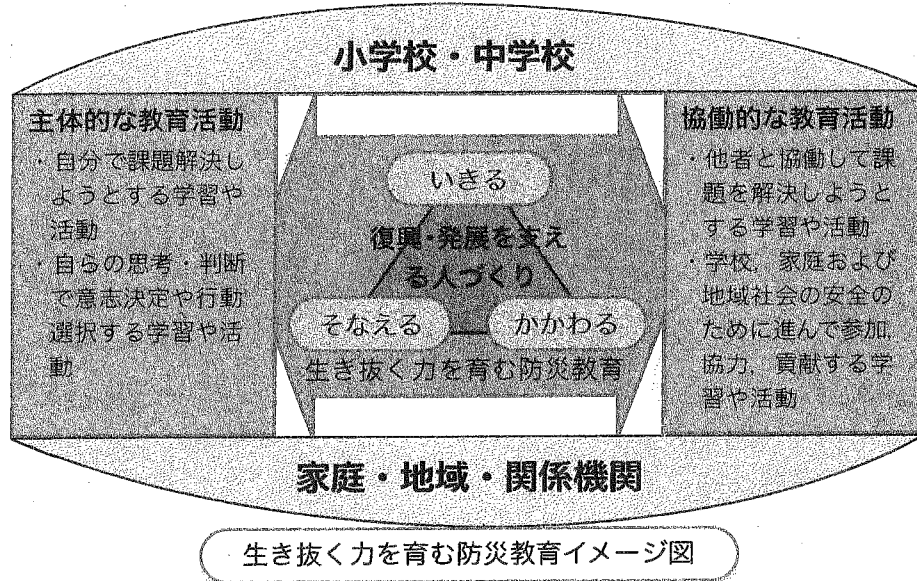 小学校・中学校
主体的な教育活動
・自分で課題解決し
ようとする学習や
活動
・自らの思考・判断
で意志決定や行動
選択する学習や活
動
いきる
復興・発展を支え
る人づくり
そなえる
かかわる
生き抜く力を育む防災教育
協働的な教育活動
・他者と協働して課
題を解決しようと
する学習や活動
・学校，家庭および
地域社会の安全の
ために進んで参加，
協力，貢献する学
習や活動
家庭・地域・関係機関
生き抜く力を育む防災教育イメージ図